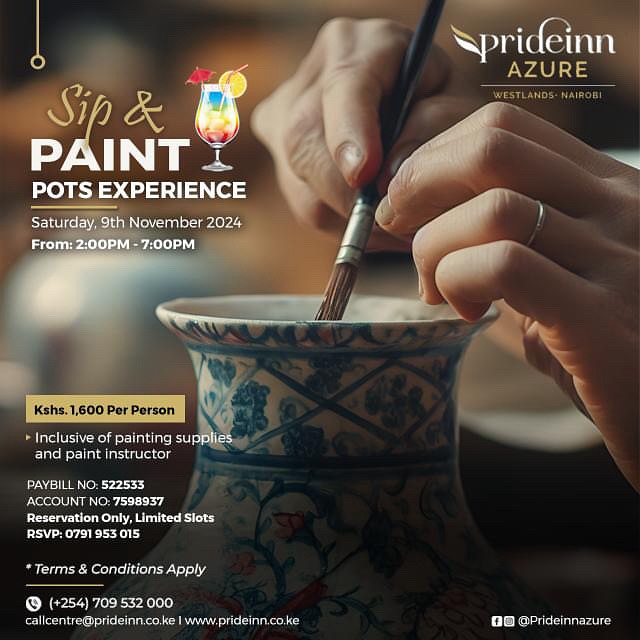 prideinn
AZURE
WESTLANDS- NAIROBI
Sip &
PAINT
POTS EXPERIENCE
Saturday, 9th November 2024
From: 2:00PM - 7:00PM
Kshs. 1,600 Per Person
Inclusive of painting supplies
and paint instructor
PAYBILL NO: 522533
ACCOUNT NO: 7598937
Reservation Only, Limited Slots
RSVP: 0791 953 015
* Terms & Conditions Apply
(+254) 709 532 000
callcentre@prideinn.co.ke I www.prideinn.co.ke
@Prideinnazure